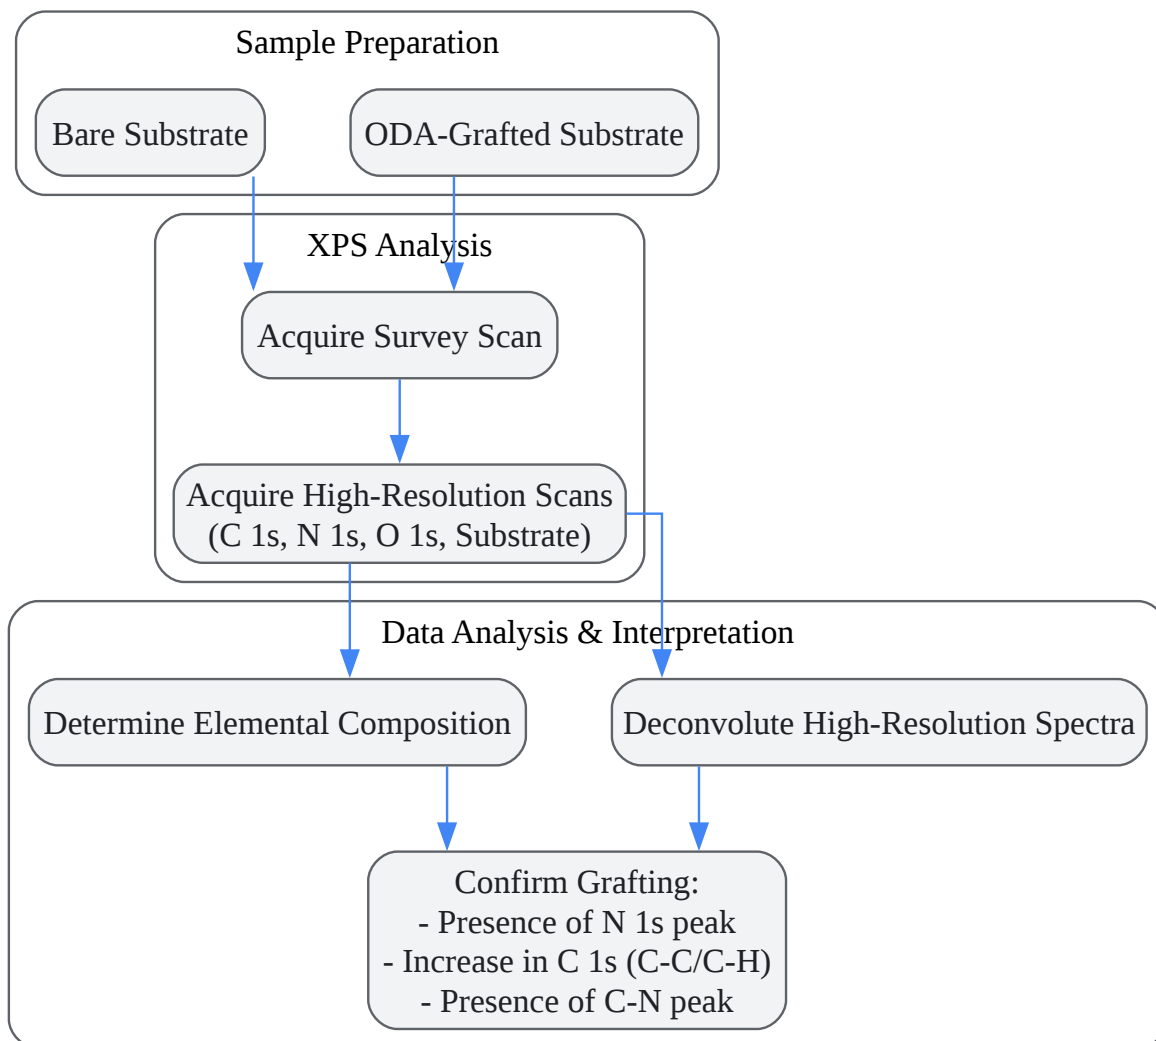 Sample Preparation
Bare Substrate
ODA-Grafted Substrate
XPS Analysis
Acquire Survey Scan
Acquire High-Resolution Scans
(C 1s, N 1s, O 1s, Substrate)
Data Analysis & Interpretation
Determine Elemental Composition
Deconvolute High-Resolution Spectra
Confirm Grafting:
- Presence of N 1s peak
- Increase in C 1s (C-C/C-H)
- Presence of C-N peak